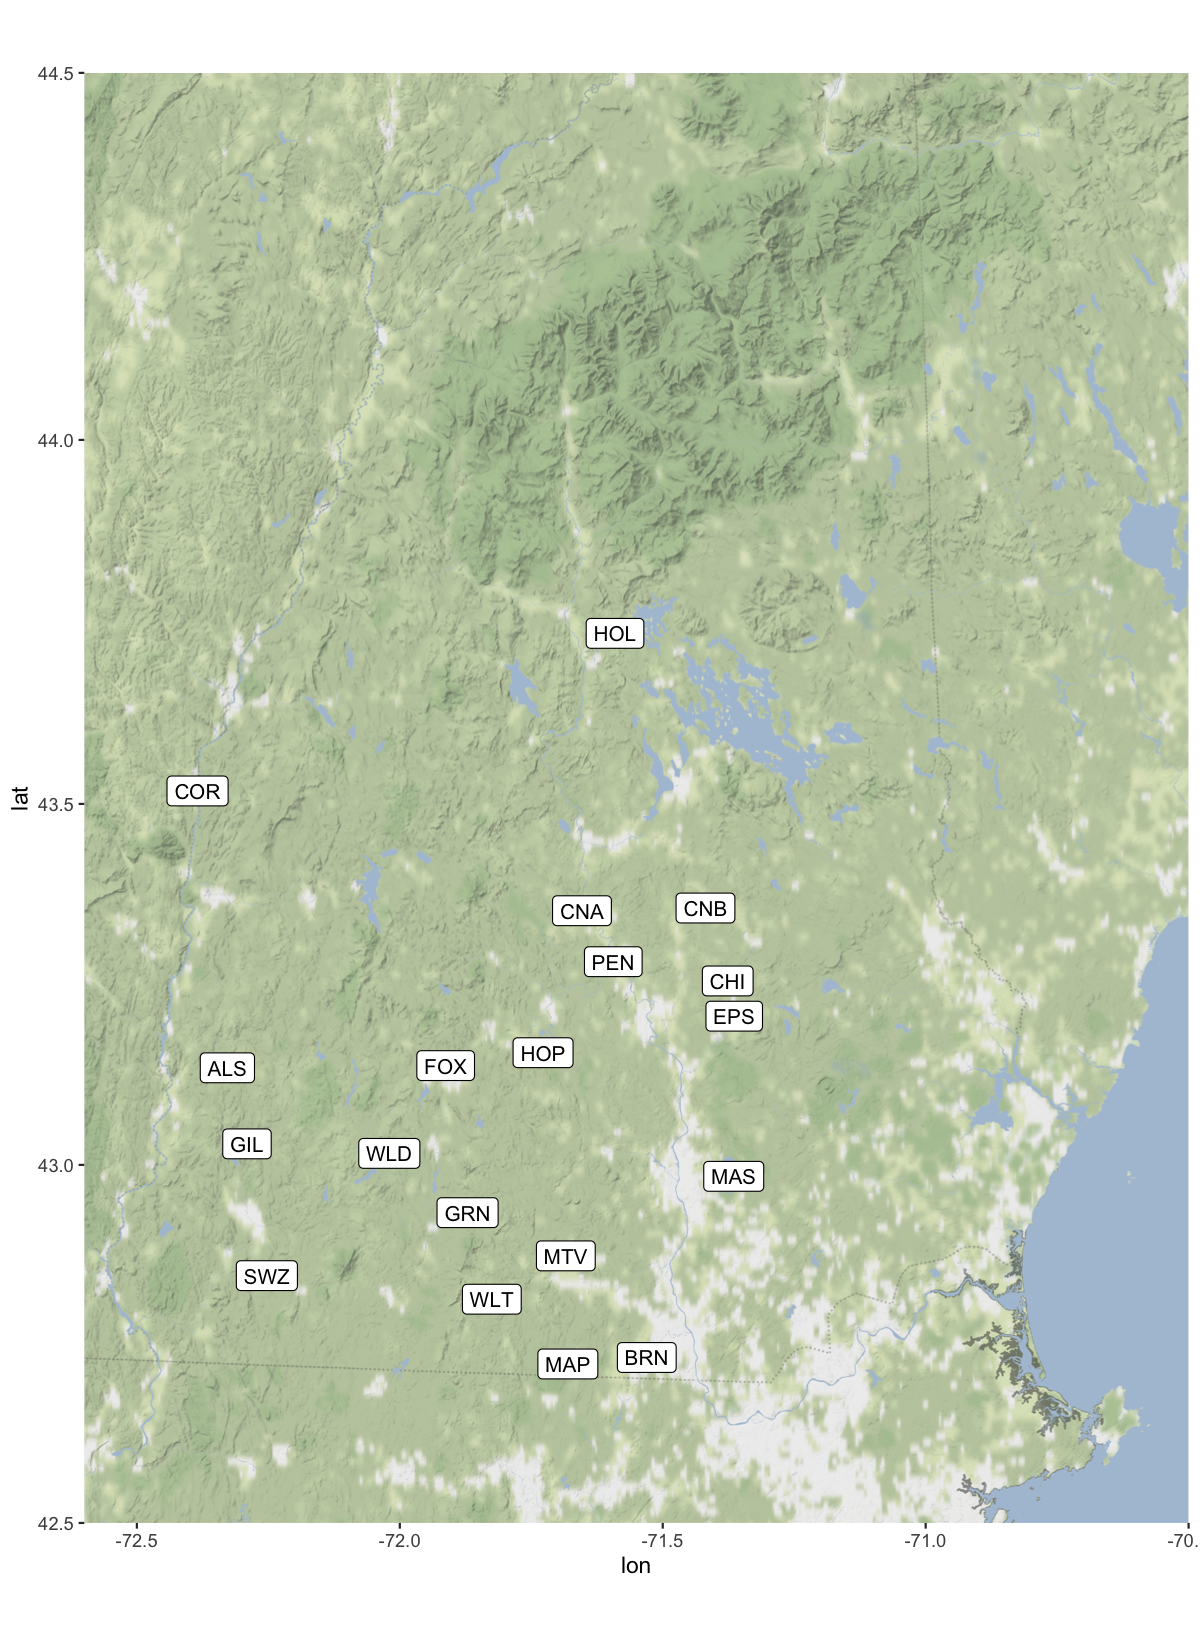 44.5
44.0
43.5
43.0
42.5
lat
HOL
COR
CNA
CNB
PEN
CHI
EPS
HOP
FOX
ALS
GIL
WLD
MAS
GRN
MTV
SWZ
WLT
MAP
BRN
-72.5
-72.0
-71.5
-71.0
-70.
lon